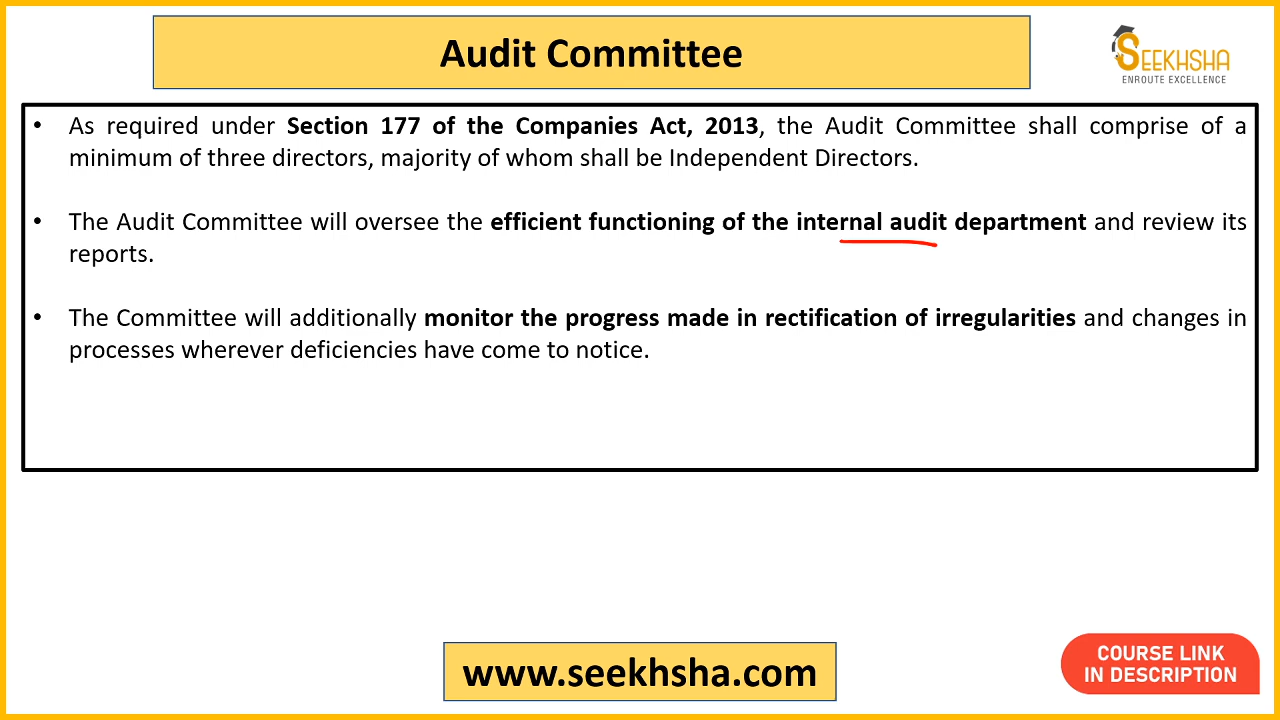 Audit Committee
SEEKHSHA
ENROUTE EXCELLENCE
• As required under Section 177 of the Companies Act, 2013, the Audit Committee shall comprise of a
minimum of three directors, majority of whom shall be Independent Directors.
• The Audit Committee will oversee the efficient functioning of the internal audit department and review its
reports.
• The Committee will additionally monitor the progress made in rectification of irregularities and changes in
processes wherever deficiencies have come to notice.
www.seekhsha.com
COURSE LINK
IN DESCRIPTION